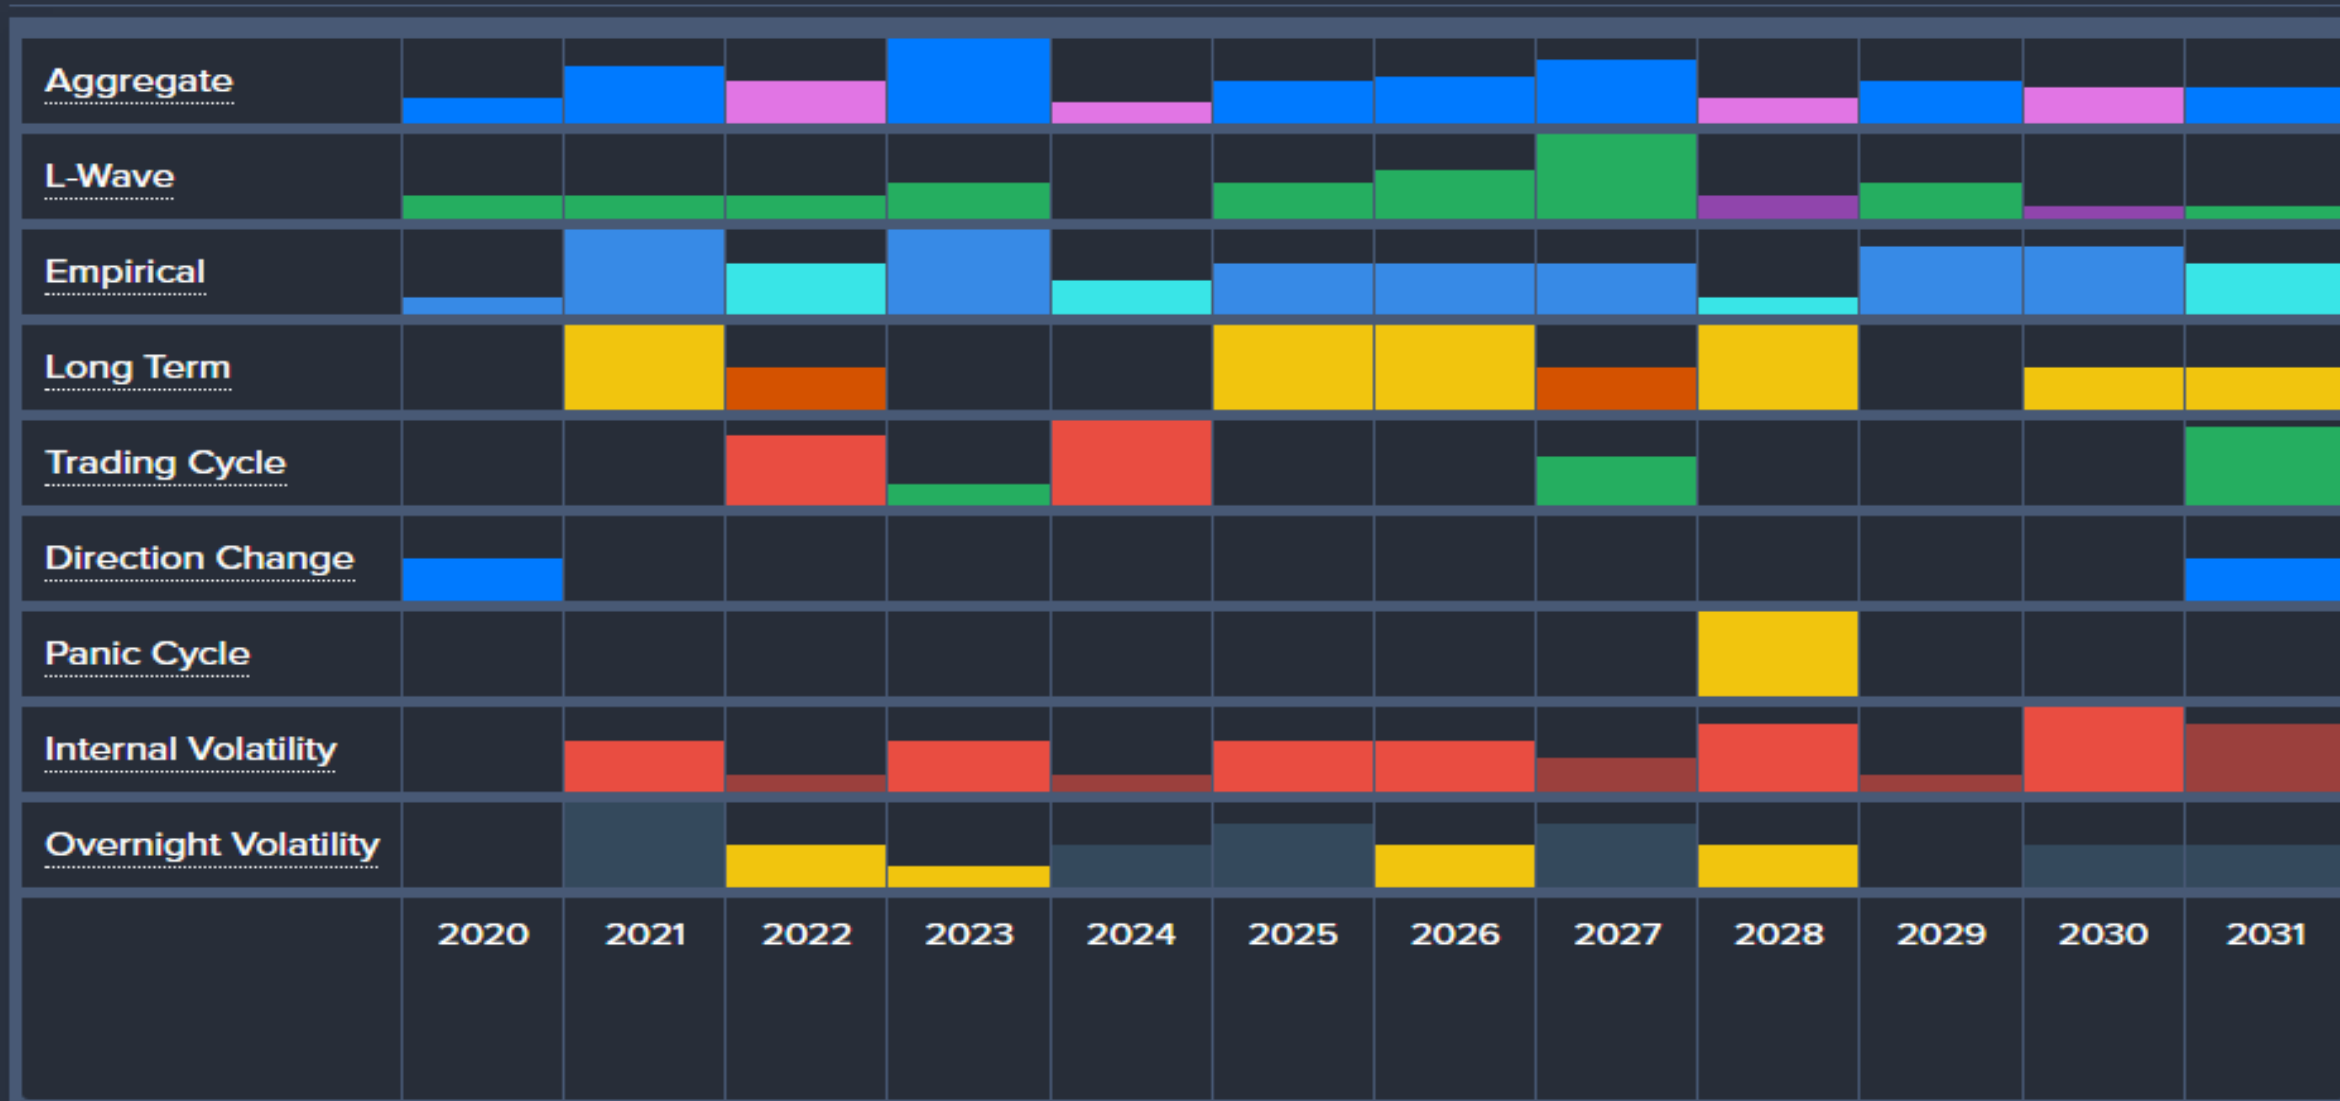 Aggregate
L-Wave
Empirical
Long Term
Trading Cycle
Direction Change
Panic Cycle
Internal Volatility
Overnight Volatility
2020 2021 2022 2023 2024 2025 2026 2027 2028 2029 2030 2031